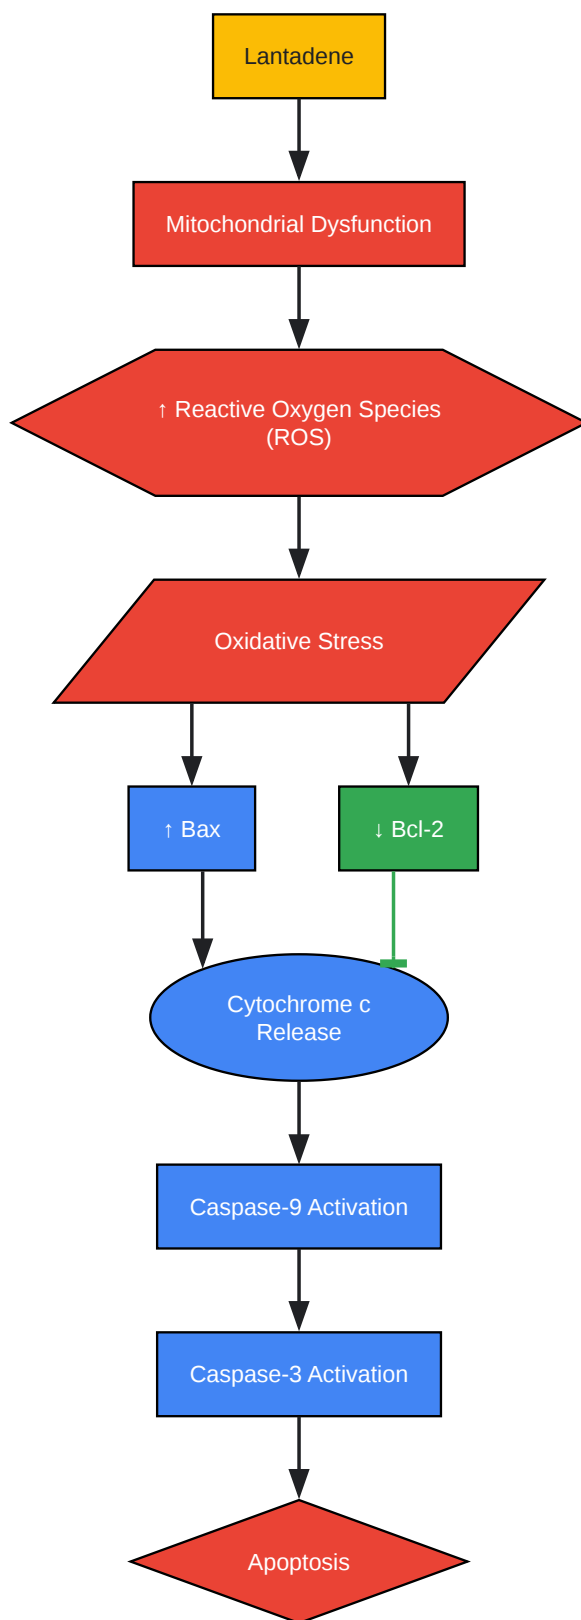 Lantadene
Mitochondrial Dysfunction
↑ Reactive Oxygen Species
(ROS)
Oxidative Stress
↑ Bax
↓ Bcl-2
Cytochrome c
Release
Caspase-9 Activation
Caspase-3 Activation
Apoptosis